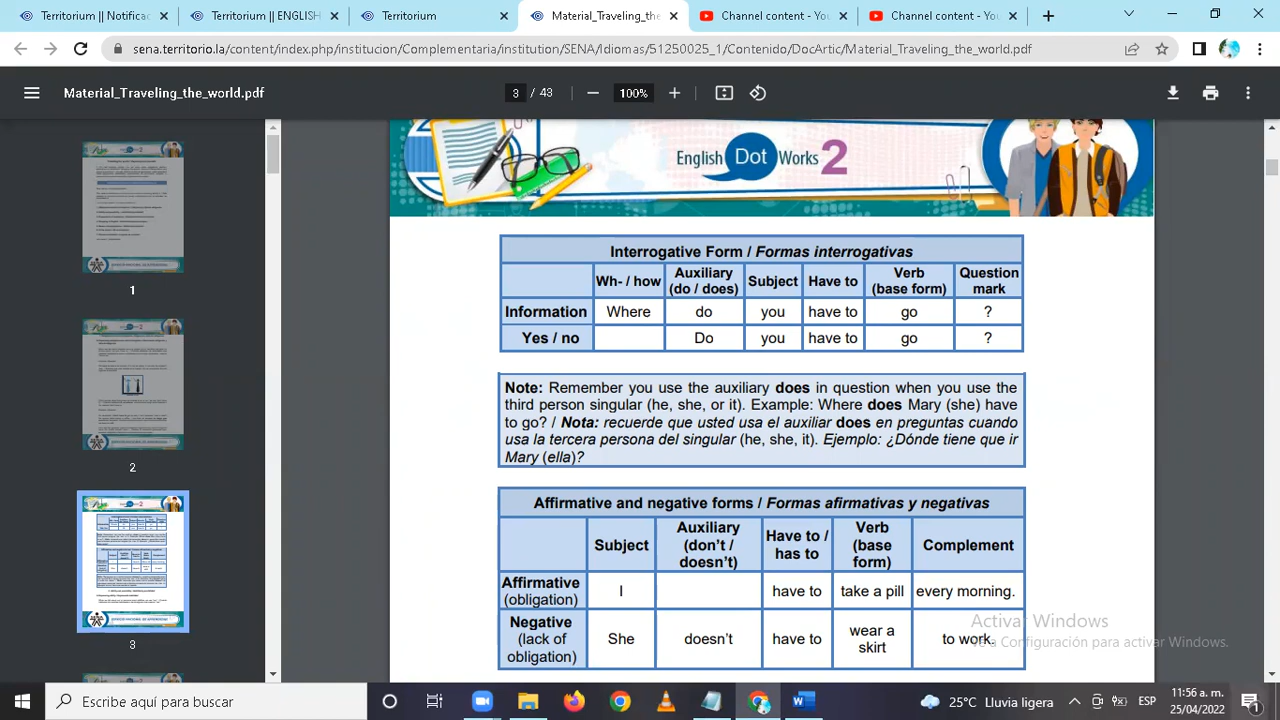 Territorium || Notificac
Territorium || ENGLISH
Territorium
Material_Traveling_the_
Channel content - You
Channel content - You
sena.territorio.la/content/index.php/institucion/Complementaria/institution/SENA/Idiomas/51250025_1/Contenido/DocArtic/Material_Traveling_the_world.pdf
Material_Traveling_the_world.pdf
3 / 43
100%
English Dot Works 2
Interrogative Form / Formas interrogativas
Wh- / how Auxiliary (do / does) Subject Have to Verb (base form) Question mark
Information Where do you have to go ?
Yes / no Do you have to go ?
Note: Remember you use the auxiliary does in question when you use the
third person singular (he, she, or it). Example: Where does Mary (she) have
to go? Nota: recuerde que usted usa el auxiliar does en preguntas cuando
usa la tercera persona del singular (he, she, it). Ejemplo: ¿Dónde tiene que ir
Mary (ella)?
Affirmative and negative forms / Formas afirmativas y negativas
Subject Auxiliary (don't / doesn't) Have to / has to Verb (base form) Complement
Affirmative (obligation) I have to take a pill every morning.
Negative (lack of obligation) She doesn't have to wear a skirt to work.
1
2
3
Activar Windows
Ve a Configuración para activar Windows.
Escribe aquí para buscar
25°C Lluvia ligera
ESP
11:56 a. m.
25/04/2022
1